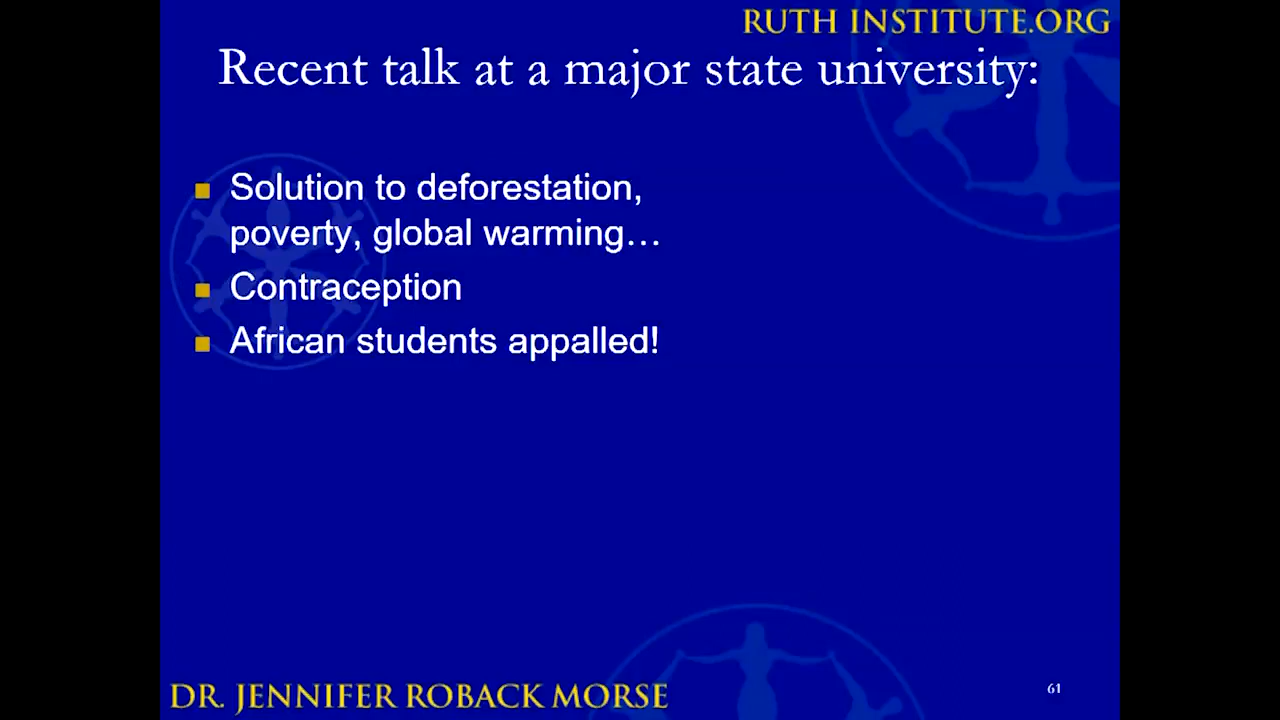 RUTH INSTITUTE.ORG
Recent talk at a major state university:
Solution to deforestation,
poverty, global warming…
Contraception
African students appalled!
DR. JENNIFER ROBACK MORSE
61